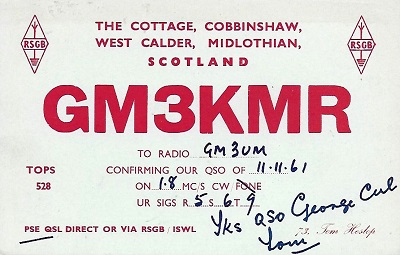 THE COTTAGE, COBBINSHAW,
WEST CALDER, MIDLOTHIAN,
SCOTLAND
RSGB
RSGB
GM3KMR
TO RADIO GM3UM
CONFIRMING OUR QSO OF 11-11-61
ON 1.8 MC/S CW/FONE
UR SIGS R 5 S 6 T 9
TOPS
528
Tks QSO George Cul
Tom
73. Tom Heslop
PSE QSL DIRECT OR VIA RSGB / ISWL